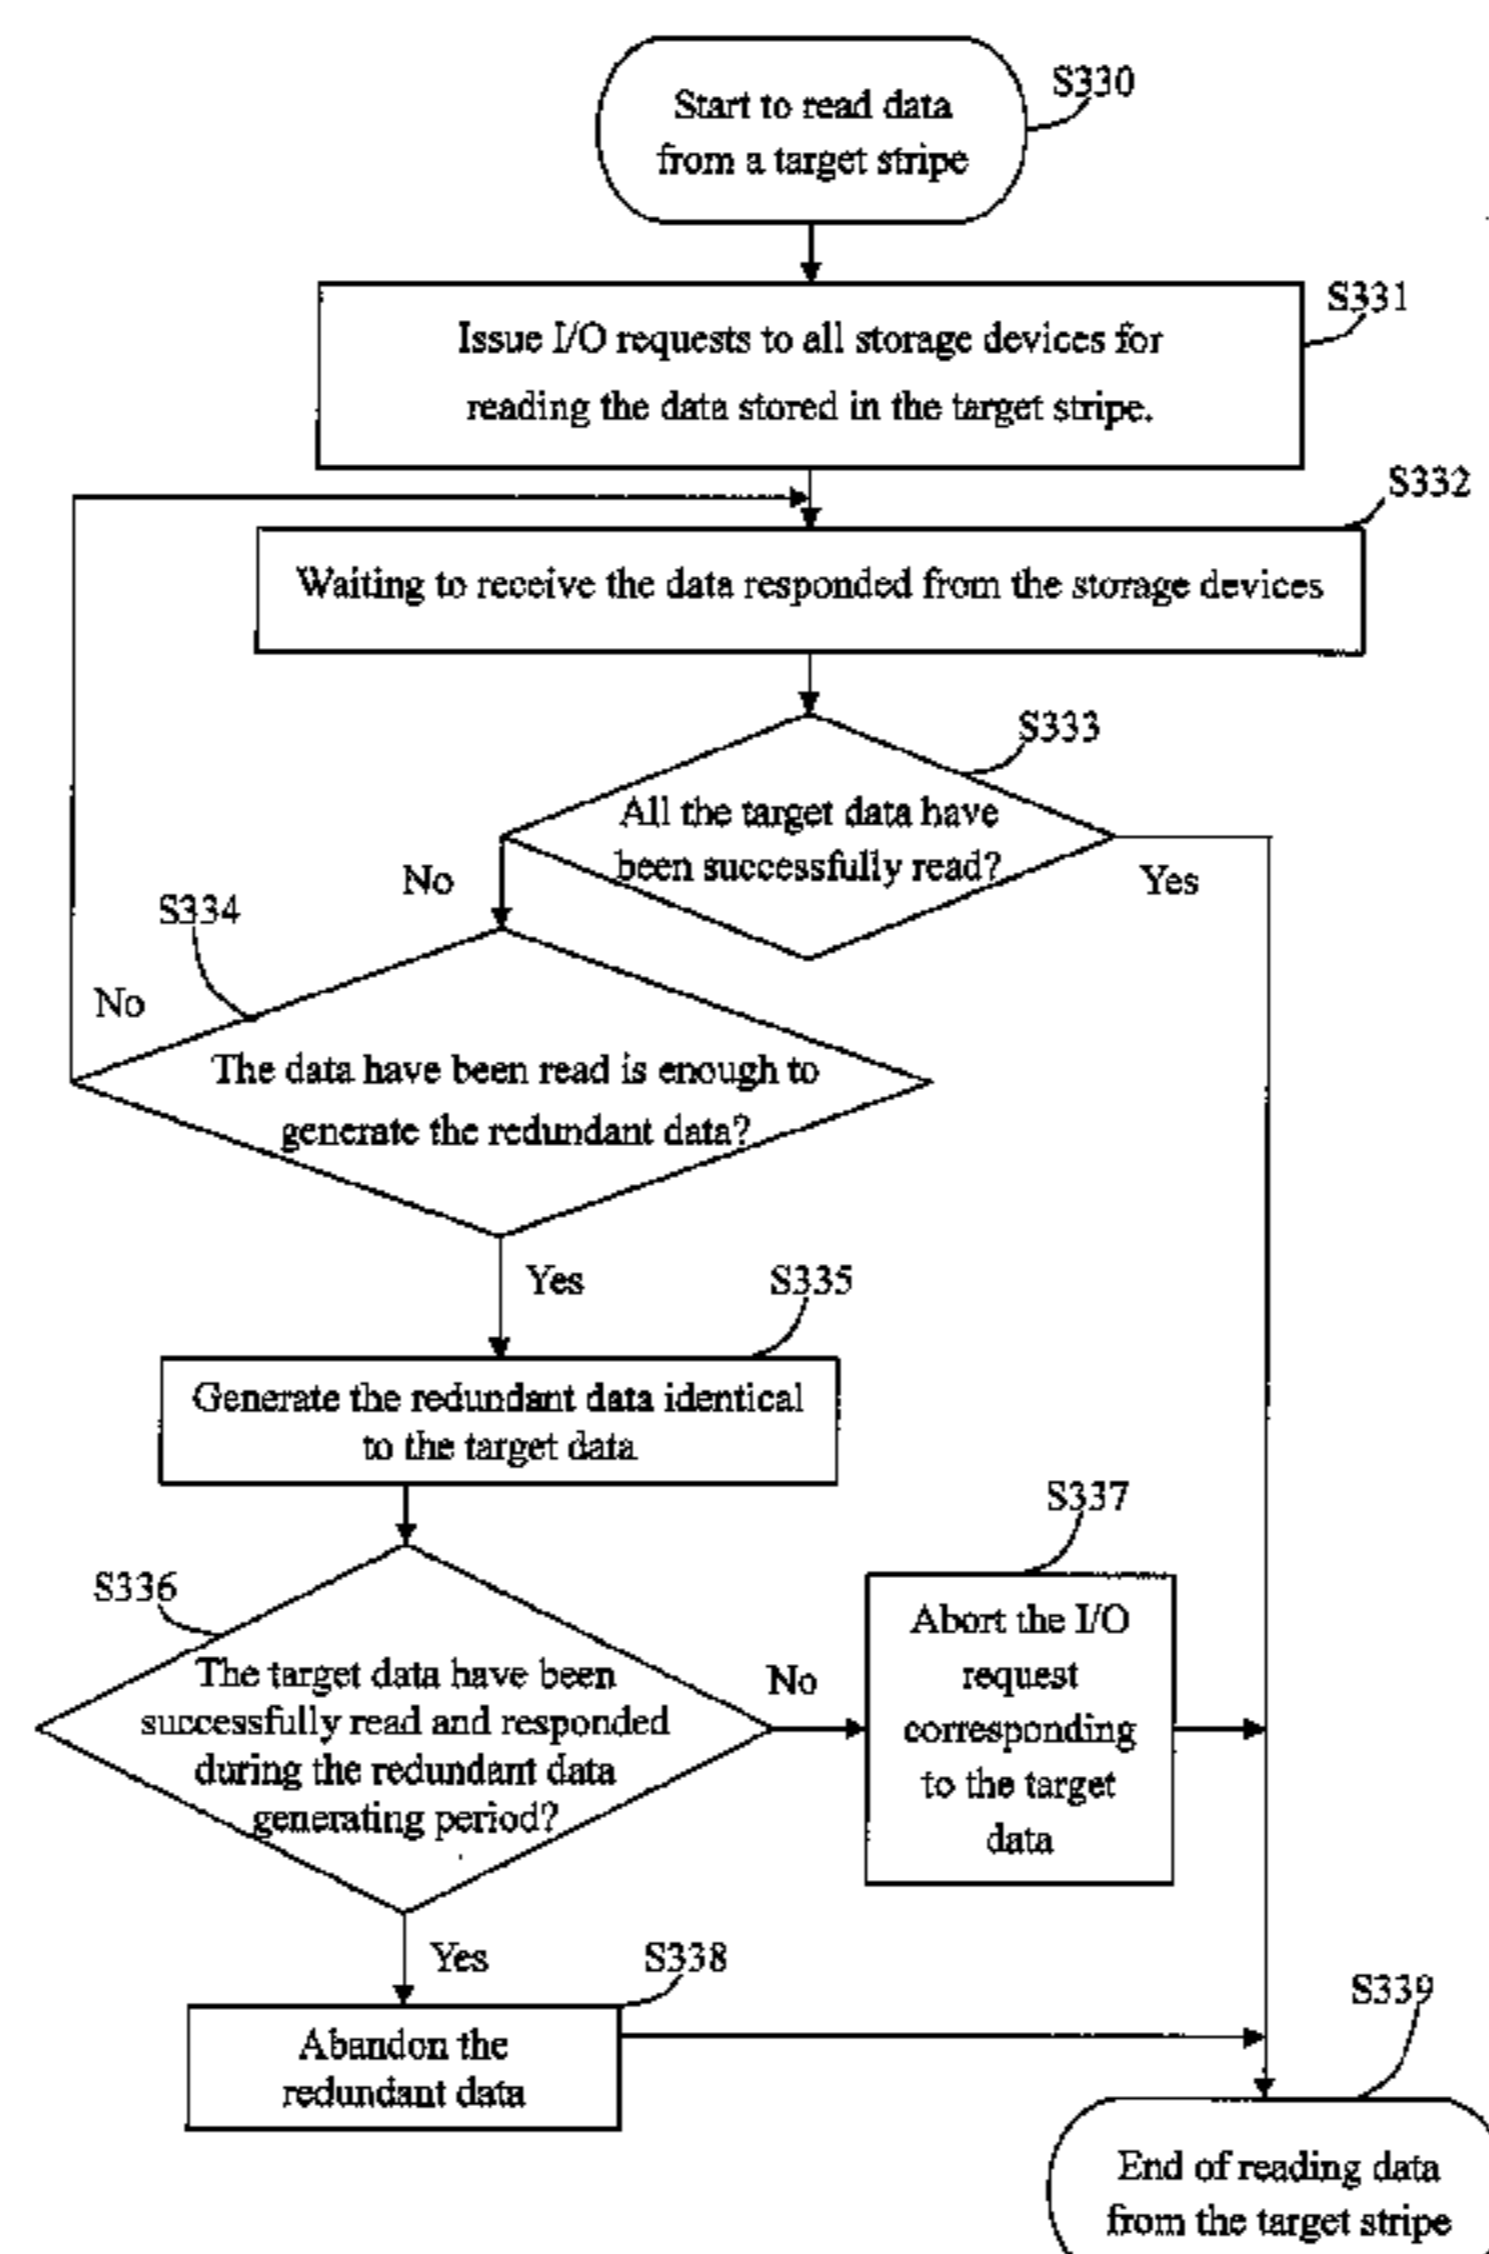 Start to read data
from a target stripe
S330
Issue I/O requests to all storage devices for
reading the data stored in the target stripe.
S331
S332
Waiting to receive the data responded from the storage devices
S333
All the target data have
been successfully read?
No
Yes
S334
No
The data have been read is enough to
generate the redundant data?
Yes
S335
Generate the redundant data identical
to the target data
S336
The target data have been
successfully read and responded
during the redundant data
generating period?
No
S337
Abort the I/O
request
corresponding
to the target
data
Yes
S338
Abandon the
redundant data
S339
End of reading data
from the target stripe